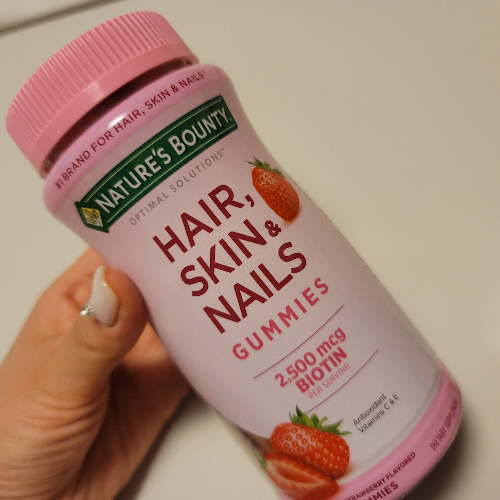 #1 BRAND FOR HAIR, SKIN & NAILS*
NATURE'S BOUNTY®
OPTIMAL SOLUTIONS®
HAIR,
SKIN &
NAILS
GUMMIES
2,500 mcg
BIOTIN
PER SERVING
Antioxidant
Vitamins C & E
STRAWBERRY FLAVORED
GUMMIES
DIETARY SUPPLEMENT